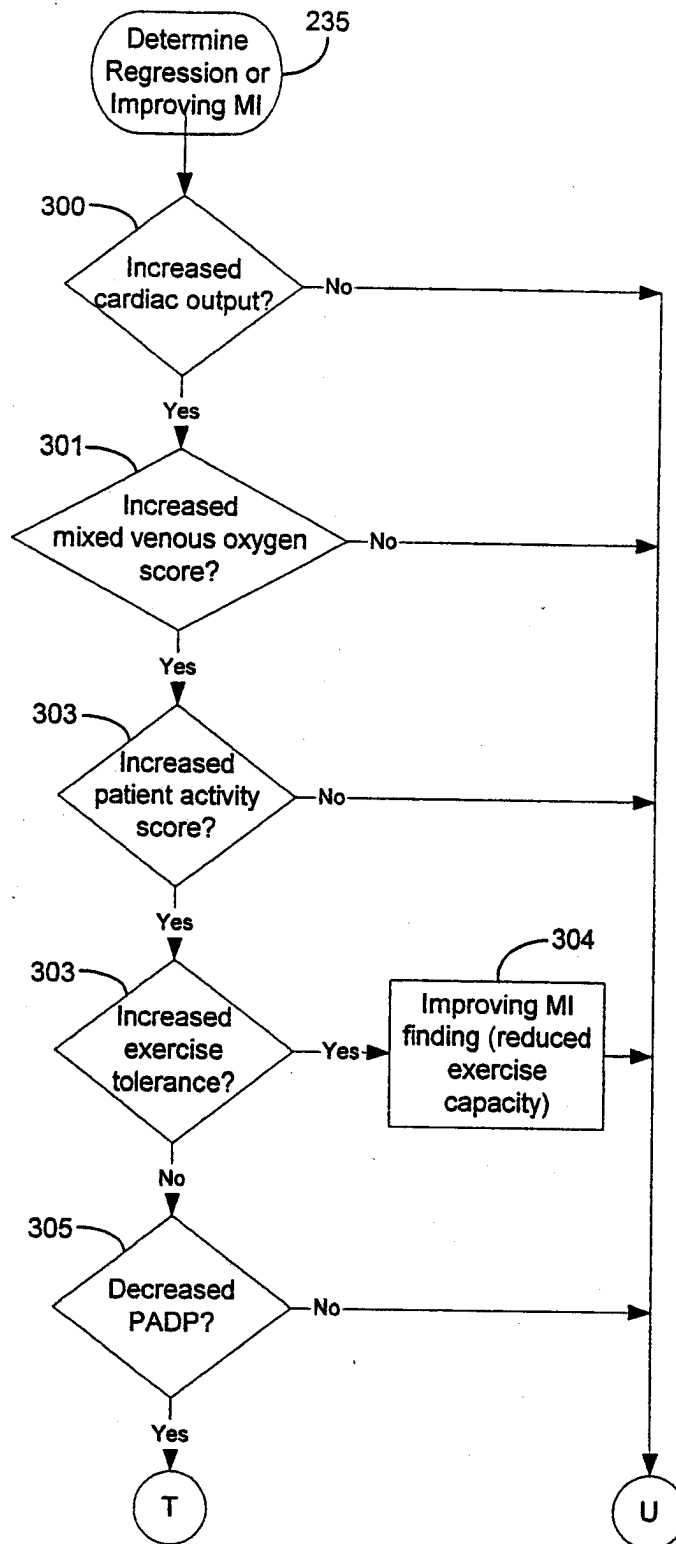 235
Determine
Regression or
Improving MI
300
Increased
cardiac output?
No
Yes
301
Increased
mixed venous oxygen
score?
No
Yes
303
Increased
patient activity
score?
No
Yes
303
Increased
exercise
tolerance?
Yes
304
Improving MI
finding (reduced
exercise
capacity)
No
305
Decreased
PADP?
No
Yes
T
U